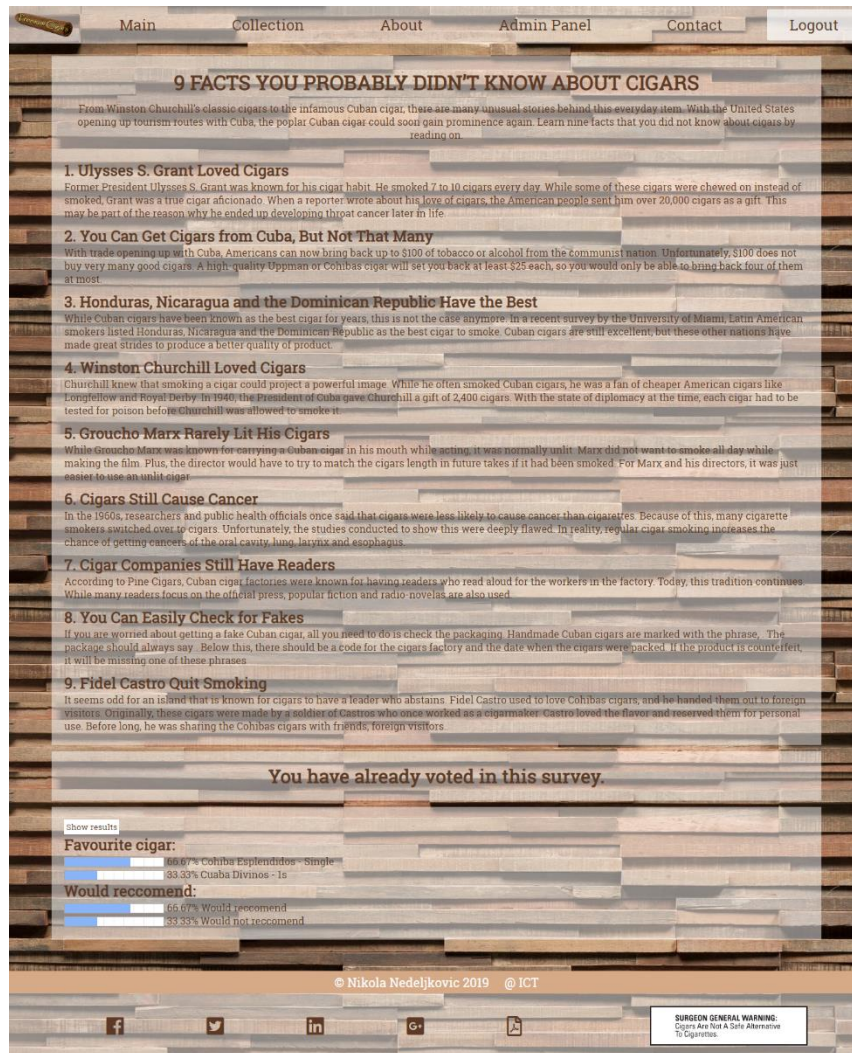 Main Collection About Admin Panel Contact Logout
9 FACTS YOU PROBABLY DIDN'T KNOW ABOUT CIGARS
From Winston Churchill's classic cigars to the infamous Cuban cigar, there are many unusual stories behind this everyday item. With the United States
opening up tourism routes with Cuba, the poplar Cuban cigar could soon gain prominence again. Learn nine facts that you did not know about cigars by
reading on.
1. Ulysses S. Grant Loved Cigars
Former President Ulysses S. Grant was known for his cigar habit. He smoked 7 to 10 cigars every day. While some of these cigars were chewed on instead of
smoked, Grant was a true cigar aficionado. When a reporter wrote about his love of cigars, the American people sent him over 20,000 cigars as a gift. This
may be part of the reason why he ended up developing throat cancer later in life.
2. You Can Get Cigars from Cuba, But Not That Many
With trade opening up with Cuba, Americans can now bring back up to $100 of tobacco or alcohol from the communist nation. Unfortunately, $100 does not
buy very many good cigars. A high-quality Uppman or Cohibas cigar will set you back at least $25 each, so you would only be able to bring back four of them
at most.
3. Honduras, Nicaragua and the Dominican Republic Have the Best
While Cuban cigars have been known as the best cigar for years, this is not the case anymore. In a recent survey by the University of Miami, Latin American
smokers listed Honduras, Nicaragua and the Dominican Republic as the best cigar to smoke. Cuban cigars are still excellent, but these other nations have
made great strides to produce a better quality of product.
4. Winston Churchill Loved Cigars
Churchill knew that smoking a cigar could project a powerful image. While he often smoked Cuban cigars, he was a fan of cheaper American cigars like
Longfellow and Royal Derby. In 1940, the President of Cuba gave Churchill a gift of 2,400 cigars. With the state of diplomacy at the time, each cigar had to be
tested for poison before Churchill was allowed to smoke it.
5. Groucho Marx Rarely Lit His Cigars
While Groucho Marx was known for carrying a Cuban cigar in his mouth while acting, it was normally unlit. Marx did not want to smoke all day while
making the film. Plus, the director would have to try to match the cigars length in future takes if it had been smoked. For Marx and his directors, it was just
easier to use an unlit cigar.
6. Cigars Still Cause Cancer
In the 1960s, researchers and public health officials once said that cigars were less likely to cause cancer than cigarettes. Because of this, many cigarette
smokers switched over to cigars. Unfortunately, the studies conducted to show this were deeply flawed. In reality, regular cigar smoking increases the
chance of getting cancers of the oral cavity, lung, larynx and esophagus.
7. Cigar Companies Still Have Readers
According to Pine Cigars, Cuban cigar factories were known for having readers who read aloud for the workers in the factory. Today, this tradition continues.
While many readers focus on the official press, popular fiction and radio-novelas are also used.
8. You Can Easily Check for Fakes
If you are worried about getting a fake Cuban cigar, all you need to do is check the packaging. Handmade Cuban cigars are marked with the phrase, The
package should always say . Below this, there should be a code for the cigars factory and the date when the cigars were packed. If the product is counterfeit,
it will be missing one of these phrases
9. Fidel Castro Quit Smoking
It seems odd for an island that is known for cigars to have a leader who abstains. Fidel Castro used to love Cohibas cigars, and he handed them out to foreign
visitors. Originally, these cigars were made by a soldier of Castros who once worked as a cigarmaker. Castro loved the flavor and reserved them for personal
use. Before long, he was sharing the Cohibas cigars with friends, foreign visitors.
You have already voted in this survey.
Show results
Favourite cigar:
66.67% Cohiba Esplendidos - Single
33.33% Cuaba Divinos - 1s
Would reccomend:
66.67% Would reccomend
33.33% Would not reccomend
© Nikola Nedeljkovic 2019 @ ICT
SURGEON GENERAL WARNING:
Cigars Are Not A Safe Alternative
To Cigarettes.